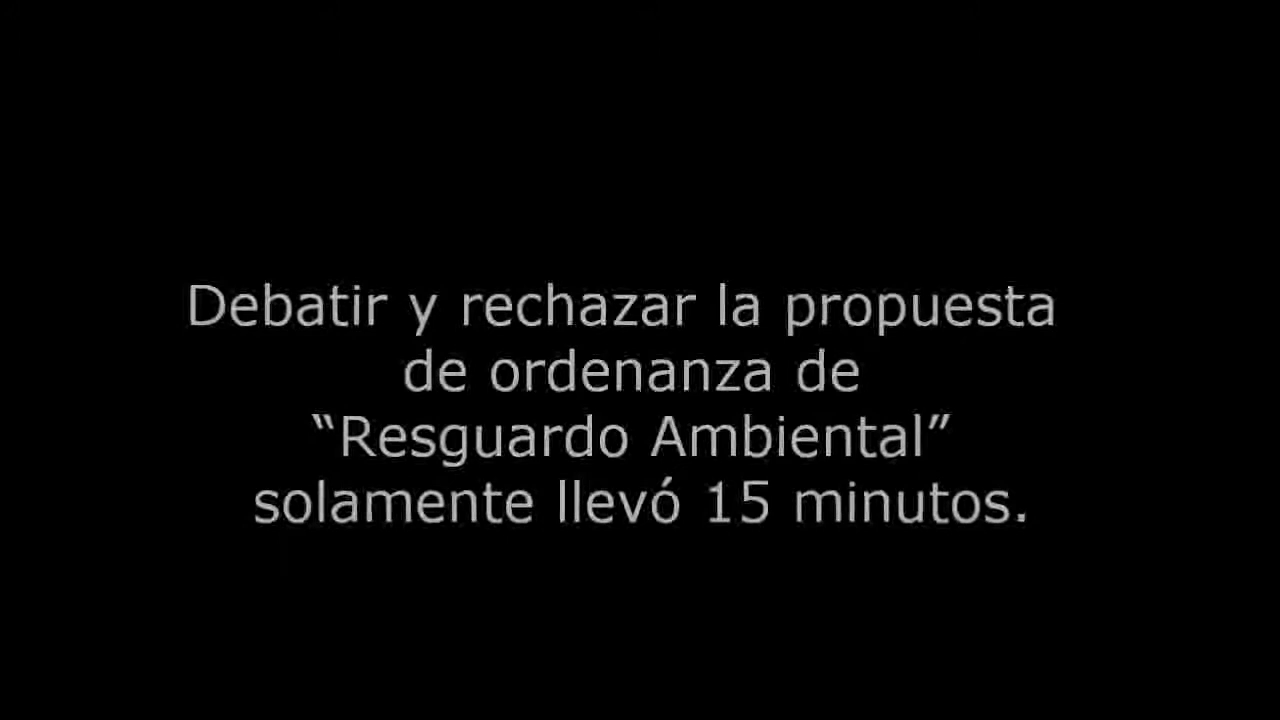 Debatir y rechazar la propuesta
de ordenanza de
“Resguardo Ambiental”
solamente llevó 15 minutos.